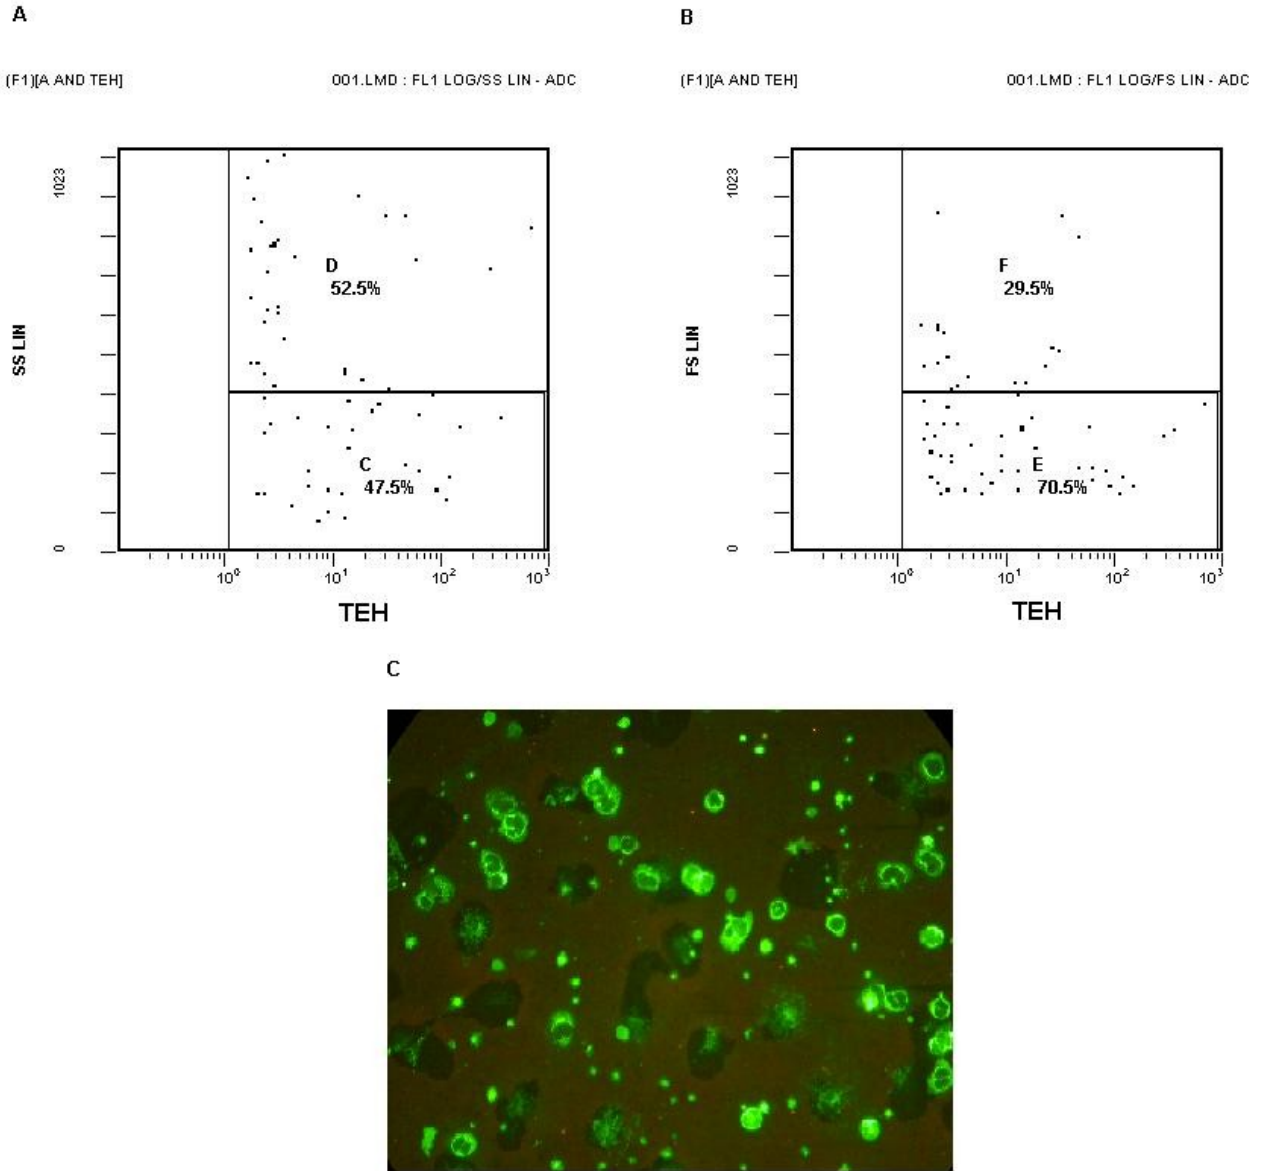 A
B
(F1)[A AND TEH] 001.LMD : FL1 LOG/SS LIN - ADC
(F1)[A AND TEH] 001.LMD : FL1 LOG/FS LIN - ADC
1023
SS LIN
0
D
52.5%
C
47.5%
10⁰ 10¹ 10² 10³
TEH
1023
FS LIN
0
F
29.5%
E
70.5%
10⁰ 10¹ 10² 10³
TEH
C